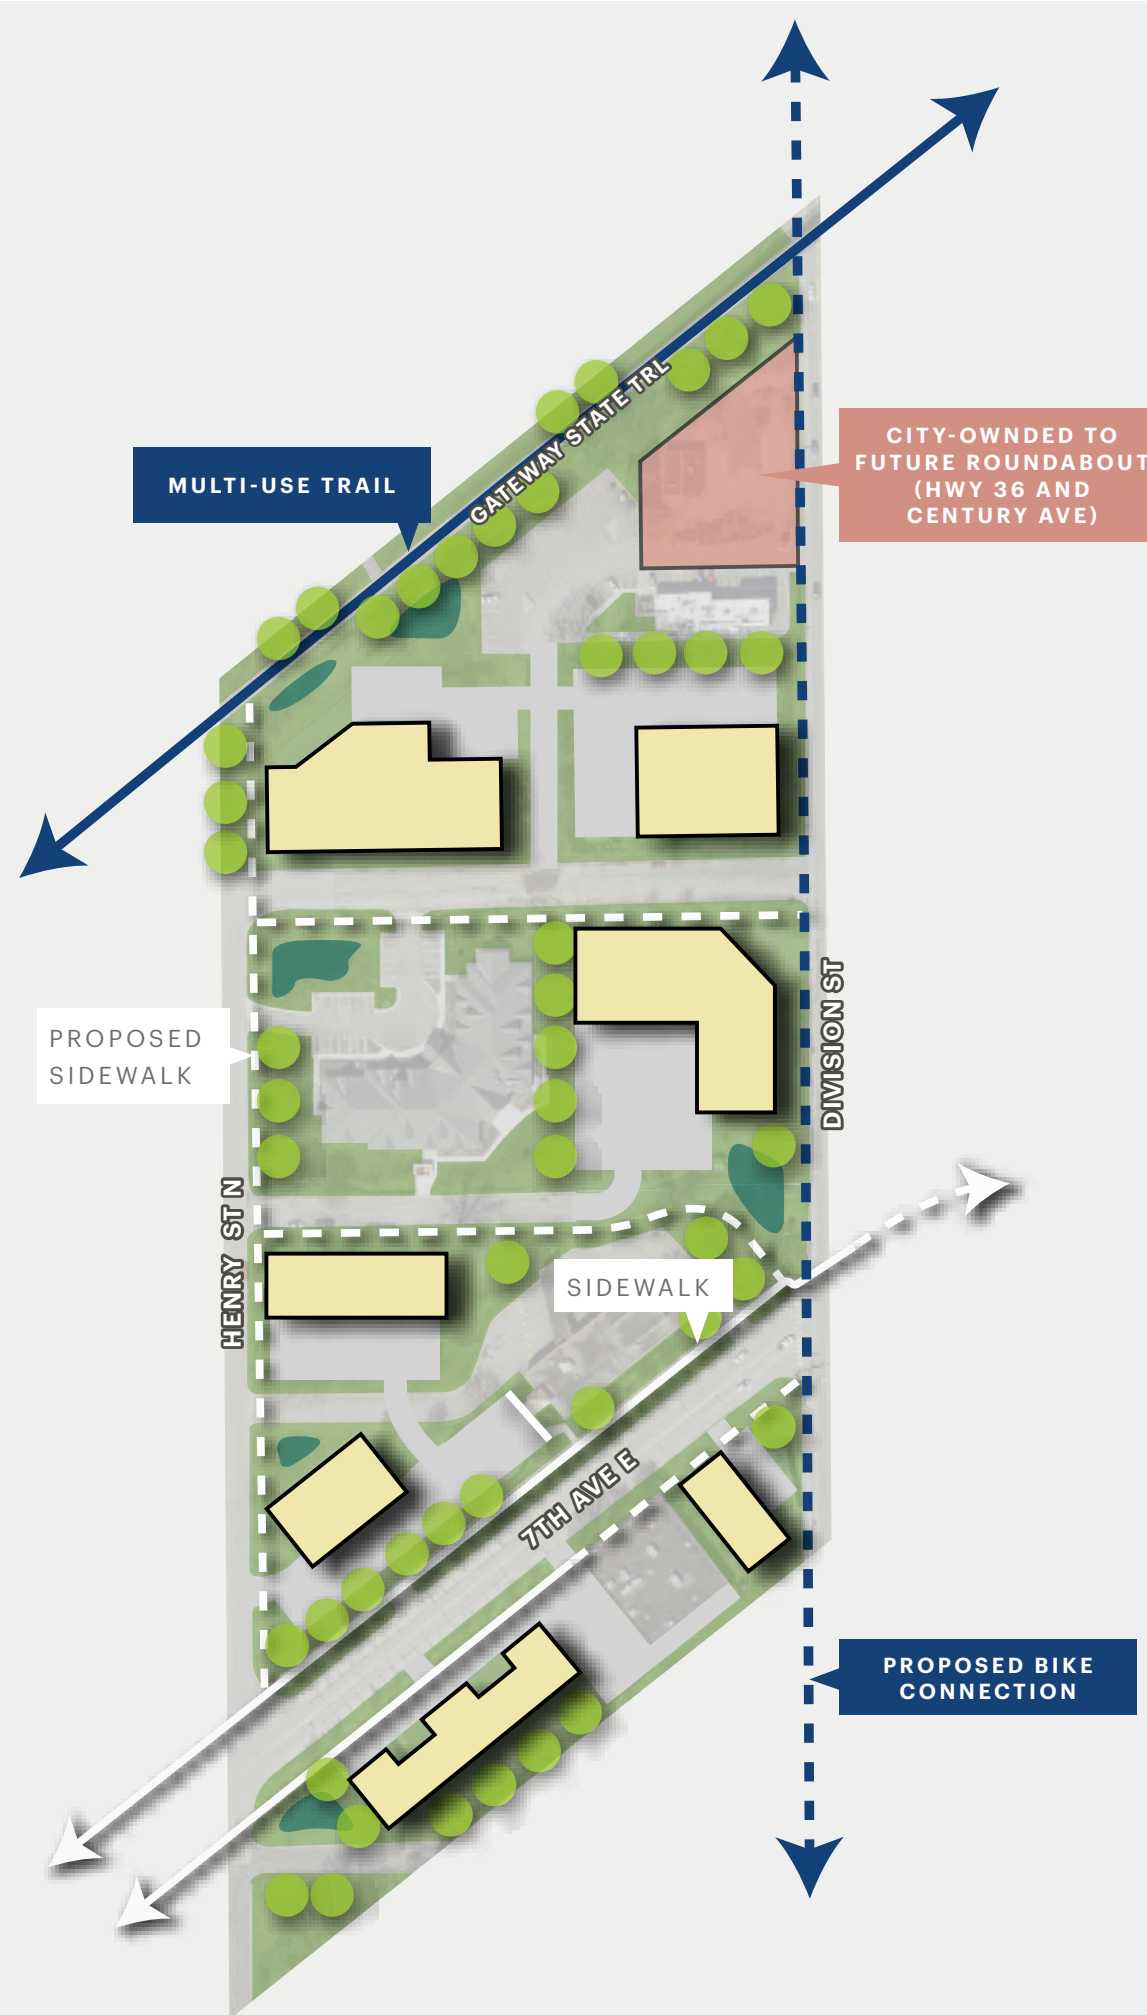 GATEWAY STATE TRL
MULTI-USE TRAIL
CITY-OWNDED TO
FUTURE ROUNDABOUT
(HWY 36 AND
CENTURY AVE)
PROPOSED
SIDEWALK
DIVISION ST
HENRY ST N
SIDEWALK
7TH AVE E
PROPOSED BIKE
CONNECTION